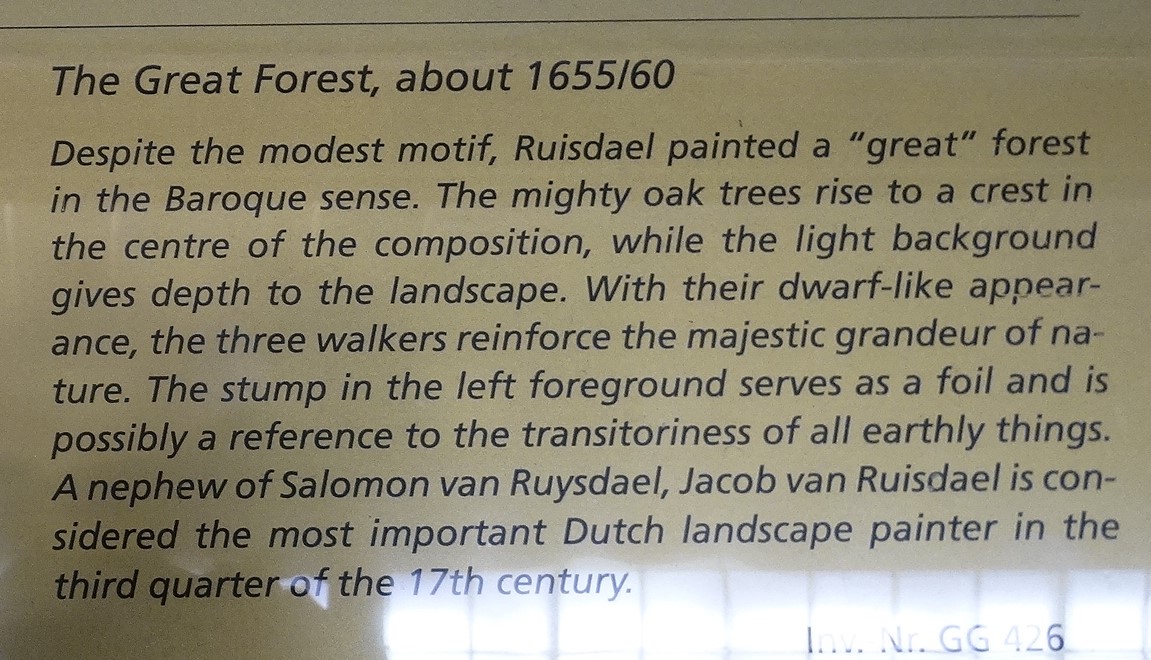 The Great Forest, about 1655/60
Despite the modest motif, Ruisdael painted a “great” forest
in the Baroque sense. The mighty oak trees rise to a crest in
the centre of the composition, while the light background
gives depth to the landscape. With their dwarf-like appear-
ance, the three walkers reinforce the majestic grandeur of na-
ture. The stump in the left foreground serves as a foil and is
possibly a reference to the transitoriness of all earthly things.
A nephew of Salomon van Ruysdael, Jacob van Ruisdael is con-
sidered the most important Dutch landscape painter in the
third quarter of the 17th century.
Inv. Nr. GG 426